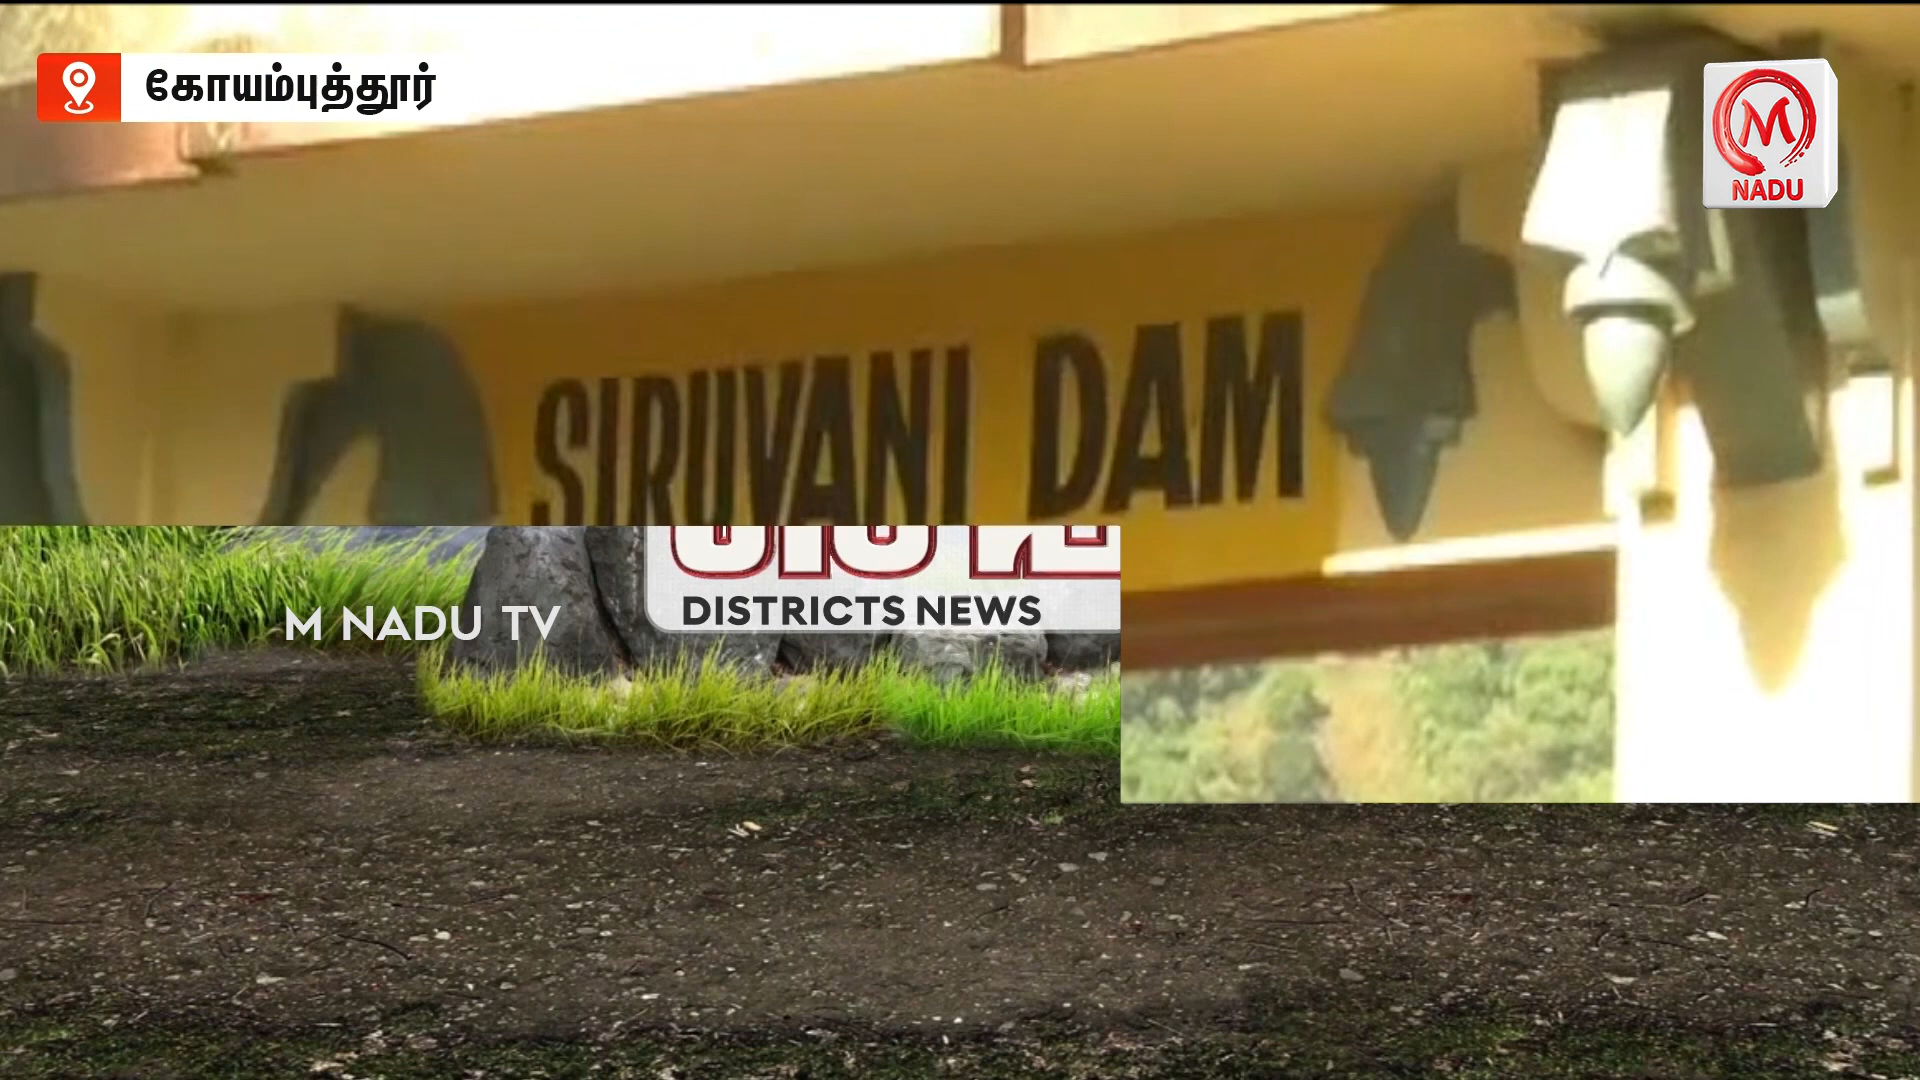 கோயம்புத்தூர்
M
NADU
SIRUVANI DAM
M NADU TV
DISTRICTS NEWS